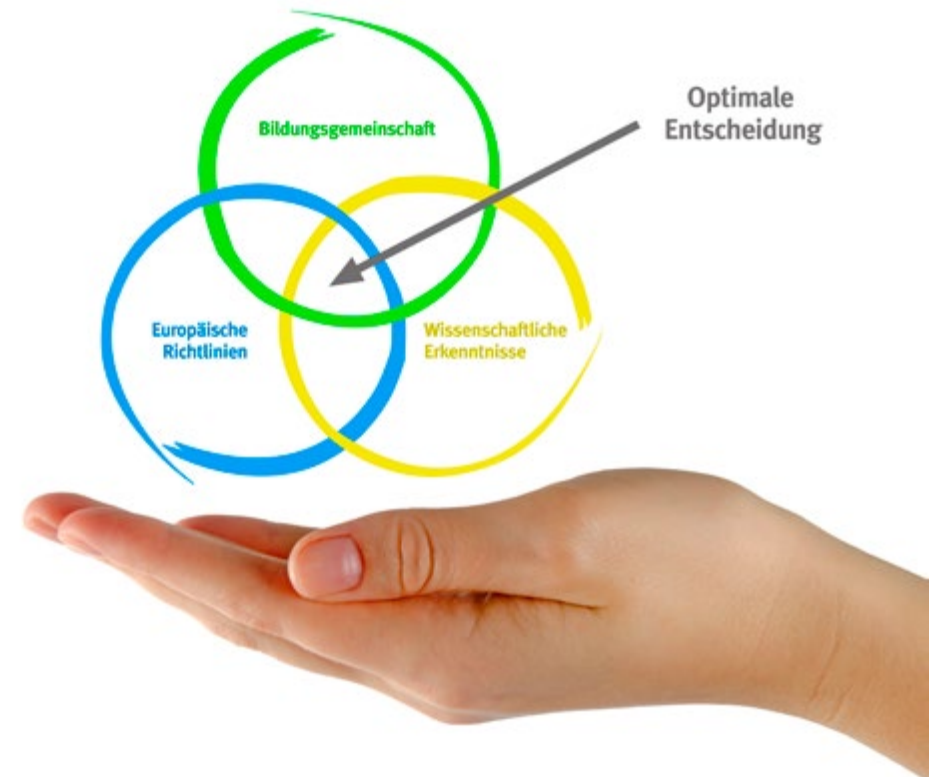 Bildungsgemeinschaft
Optimale
Entscheidung
Europäische
Richtlinien
Wissenschaftliche
Erkenntnisse